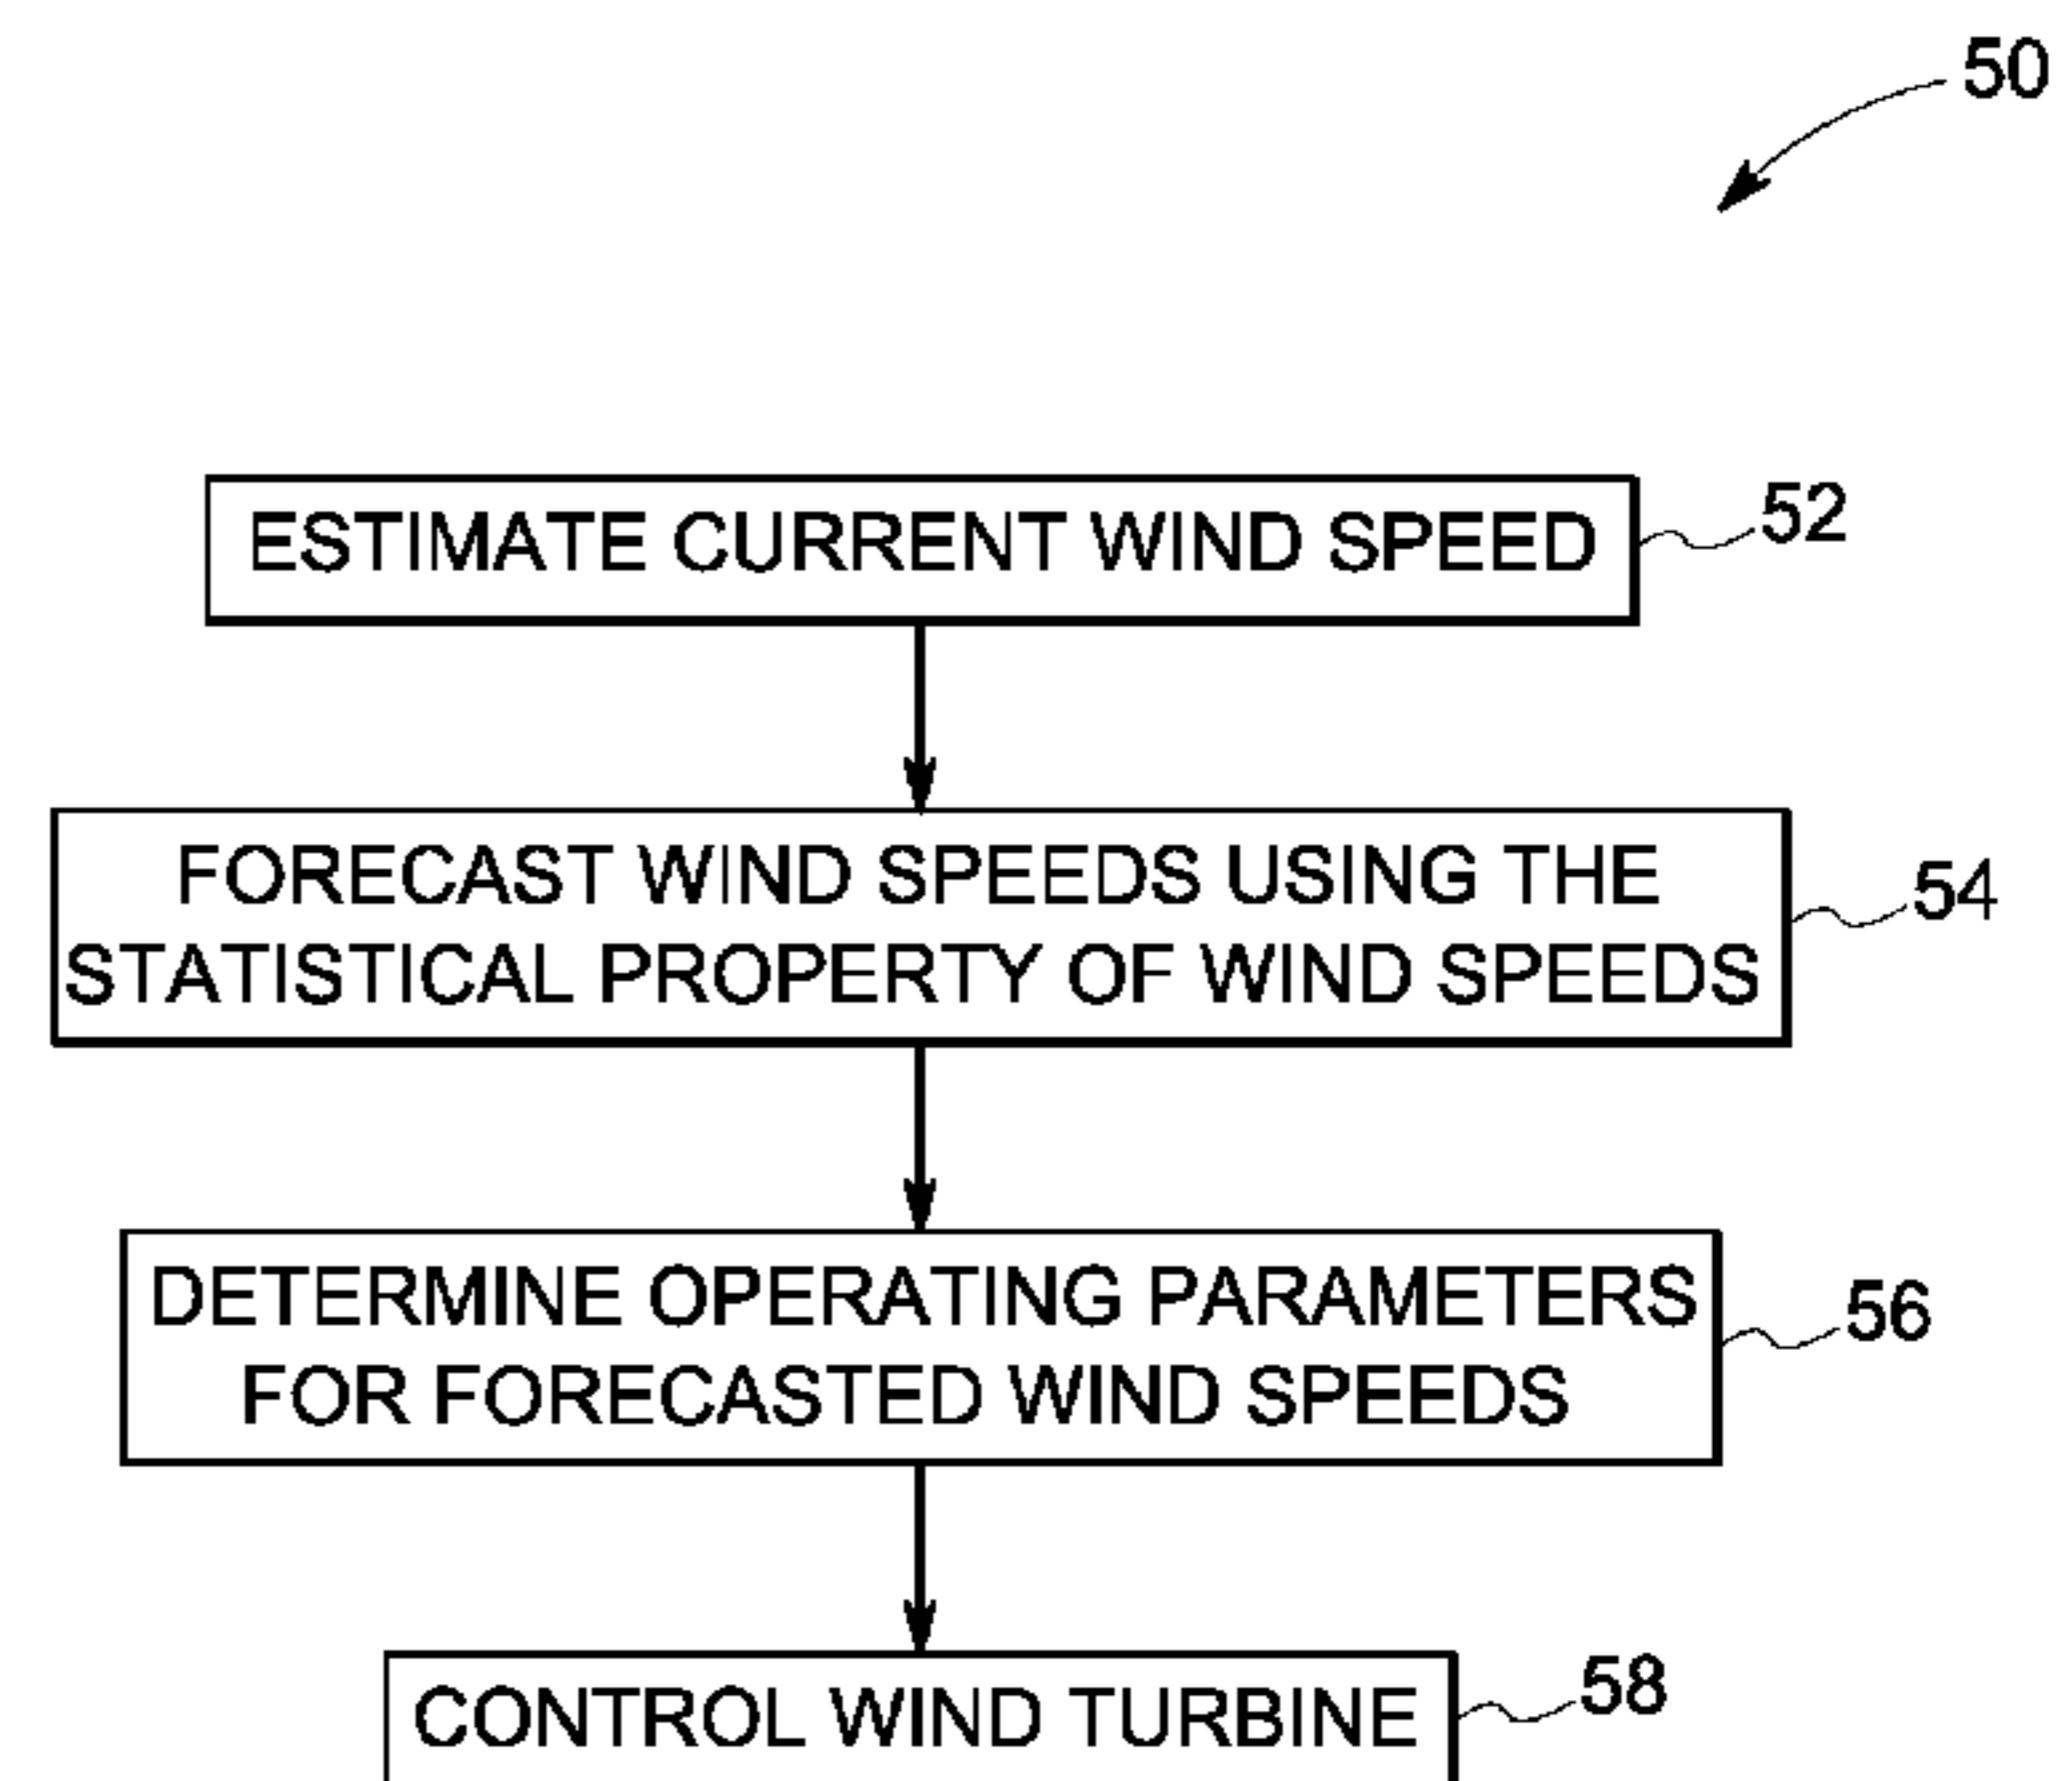 50
ESTIMATE CURRENT WIND SPEED
52
FORECAST WIND SPEEDS USING THE
STATISTICAL PROPERTY OF WIND SPEEDS
54
DETERMINE OPERATING PARAMETERS
FOR FORECASTED WIND SPEEDS
56
CONTROL WIND TURBINE
58